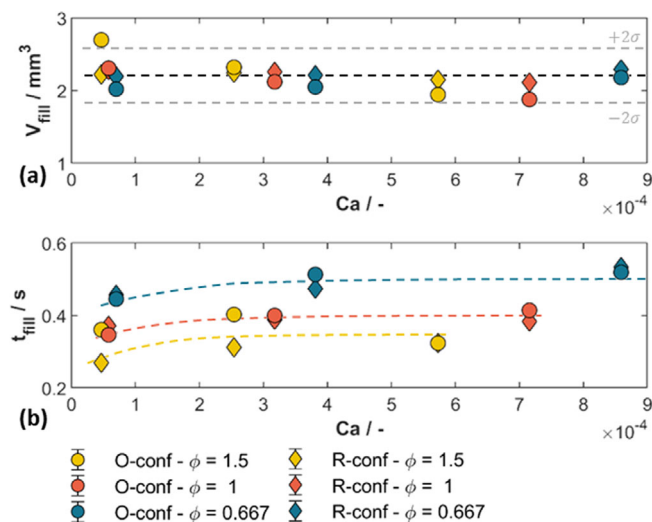 3
+2σ
2
−2σ
1
V_fill / mm³
(a)
0 1 2 3 4 5 6 7 8 9
Ca / -
×10⁻⁴
0.6
0.4
0.2
t_fill / s
(b)
0 1 2 3 4 5 6 7 8 9
Ca / -
×10⁻⁴
O-conf - ϕ = 1.5 R-conf - ϕ = 1.5
O-conf - ϕ = 1 R-conf - ϕ = 1
O-conf - ϕ = 0.667 R-conf - ϕ = 0.667